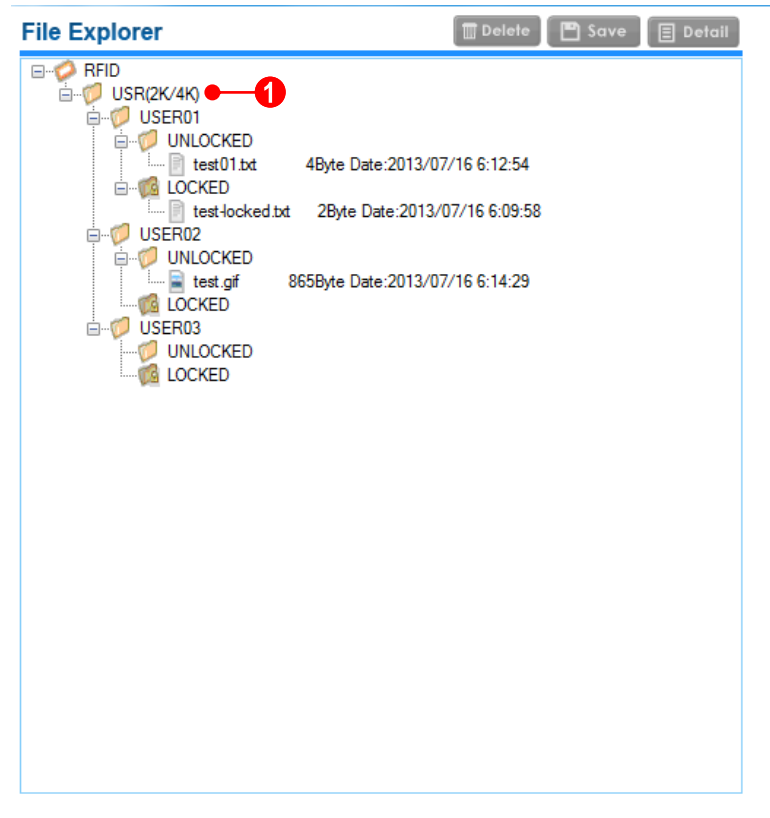 File Explorer Delete Save Detail
RFID
USR(2K/4K) 1
USER01
UNLOCKED
test01.txt 4Byte Date:2013/07/16 6:12:54
LOCKED
test-locked.txt 2Byte Date:2013/07/16 6:09:58
USER02
UNLOCKED
test.gif 865Byte Date:2013/07/16 6:14:29
LOCKED
USER03
UNLOCKED
LOCKED